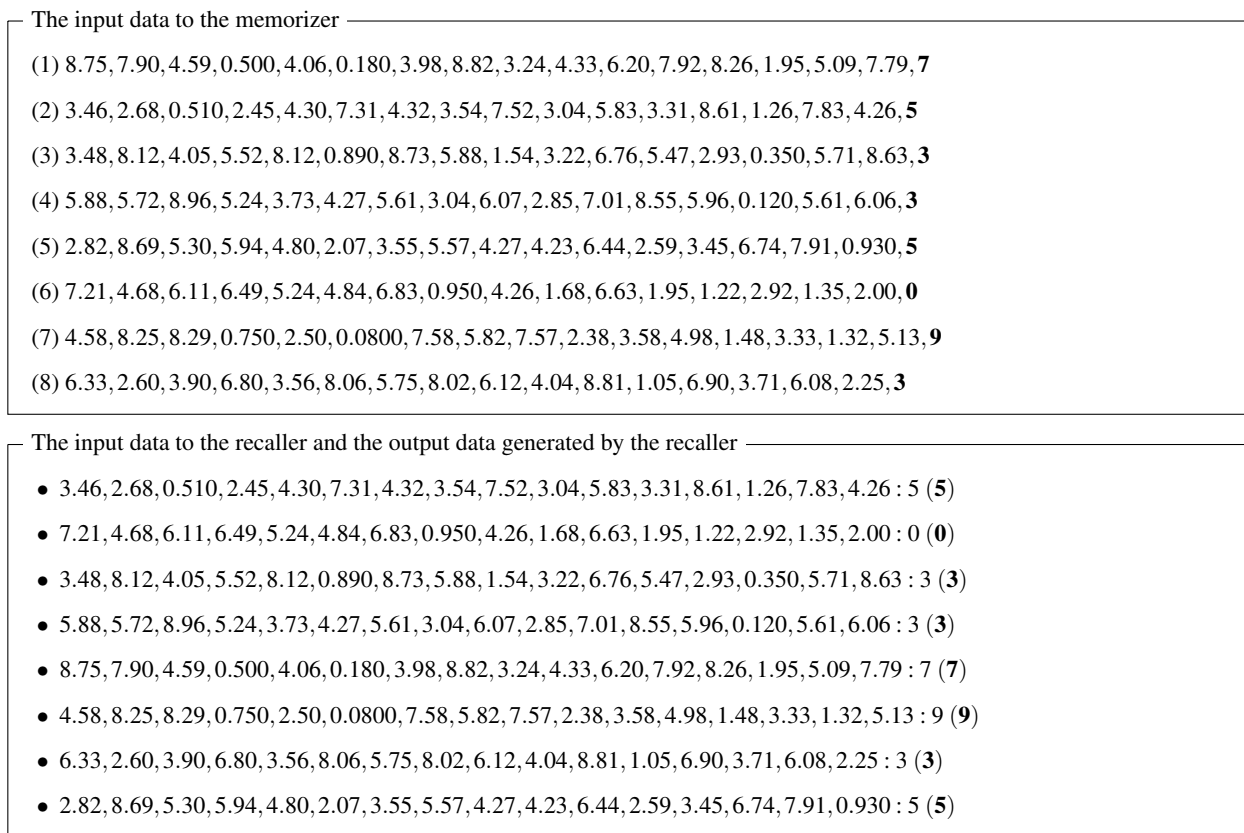 The input data to the memorizer
(1) 8.75,7.90,4.59,0.500,4.06,0.180,3.98,8.82,3.24,4.33,6.20,7.92,8.26,1.95,5.09,7.79,7
(2) 3.46,2.68,0.510,2.45,4.30,7.31,4.32,3.54,7.52,3.04,5.83,3.31,8.61,1.26,7.83,4.26,5
(3) 3.48,8.12,4.05,5.52,8.12,0.890,8.73,5.88,1.54,3.22,6.76,5.47,2.93,0.350,5.71,8.63,3
(4) 5.88,5.72,8.96,5.24,3.73,4.27,5.61,3.04,6.07,2.85,7.01,8.55,5.96,0.120,5.61,6.06,3
(5) 2.82,8.69,5.30,5.94,4.80,2.07,3.55,5.57,4.27,4.23,6.44,2.59,3.45,6.74,7.91,0.930,5
(6) 7.21,4.68,6.11,6.49,5.24,4.84,6.83,0.950,4.26,1.68,6.63,1.95,1.22,2.92,1.35,2.00,0
(7) 4.58,8.25,8.29,0.750,2.50,0.0800,7.58,5.82,7.57,2.38,3.58,4.98,1.48,3.33,1.32,5.13,9
(8) 6.33,2.60,3.90,6.80,3.56,8.06,5.75,8.02,6.12,4.04,8.81,1.05,6.90,3.71,6.08,2.25,3
The input data to the recaller and the output data generated by the recaller
• 3.46,2.68,0.510,2.45,4.30,7.31,4.32,3.54,7.52,3.04,5.83,3.31,8.61,1.26,7.83,4.26 : 5 (5)
• 7.21,4.68,6.11,6.49,5.24,4.84,6.83,0.950,4.26,1.68,6.63,1.95,1.22,2.92,1.35,2.00 : 0 (0)
• 3.48,8.12,4.05,5.52,8.12,0.890,8.73,5.88,1.54,3.22,6.76,5.47,2.93,0.350,5.71,8.63 : 3 (3)
• 5.88,5.72,8.96,5.24,3.73,4.27,5.61,3.04,6.07,2.85,7.01,8.55,5.96,0.120,5.61,6.06 : 3 (3)
• 8.75,7.90,4.59,0.500,4.06,0.180,3.98,8.82,3.24,4.33,6.20,7.92,8.26,1.95,5.09,7.79 : 7 (7)
• 4.58,8.25,8.29,0.750,2.50,0.0800,7.58,5.82,7.57,2.38,3.58,4.98,1.48,3.33,1.32,5.13 : 9 (9)
• 6.33,2.60,3.90,6.80,3.56,8.06,5.75,8.02,6.12,4.04,8.81,1.05,6.90,3.71,6.08,2.25 : 3 (3)
• 2.82,8.69,5.30,5.94,4.80,2.07,3.55,5.57,4.27,4.23,6.44,2.59,3.45,6.74,7.91,0.930 : 5 (5)